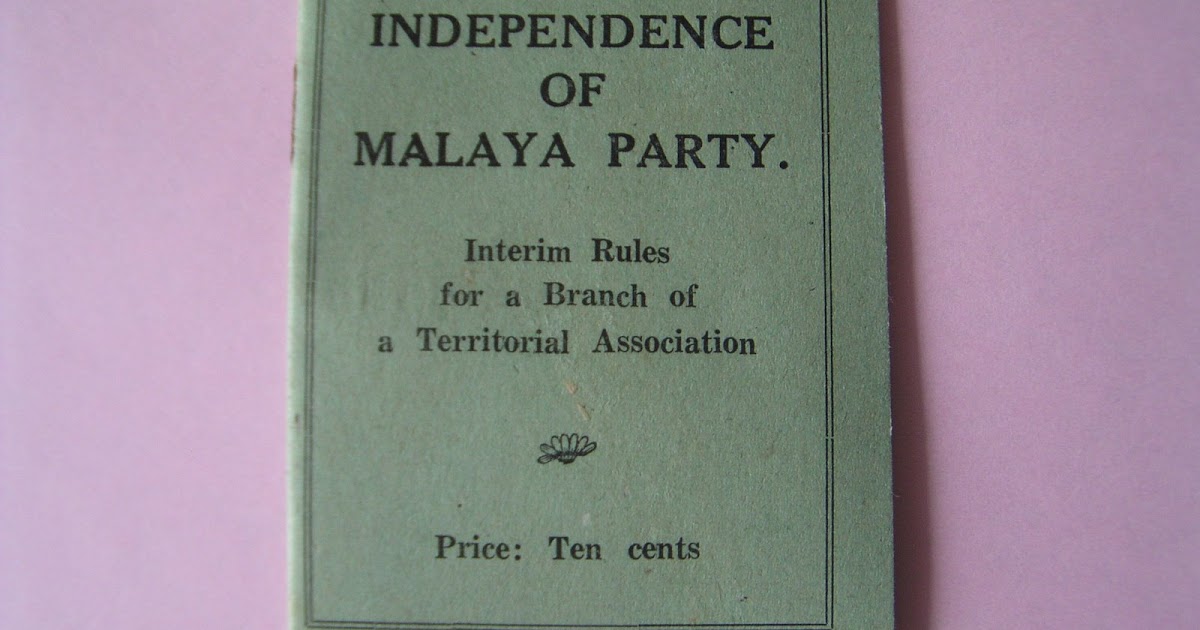 INDEPENDENCE
OF
MALAYA PARTY.
Interim Rules
for a Branch of
a Territorial Association
Price: Ten cents